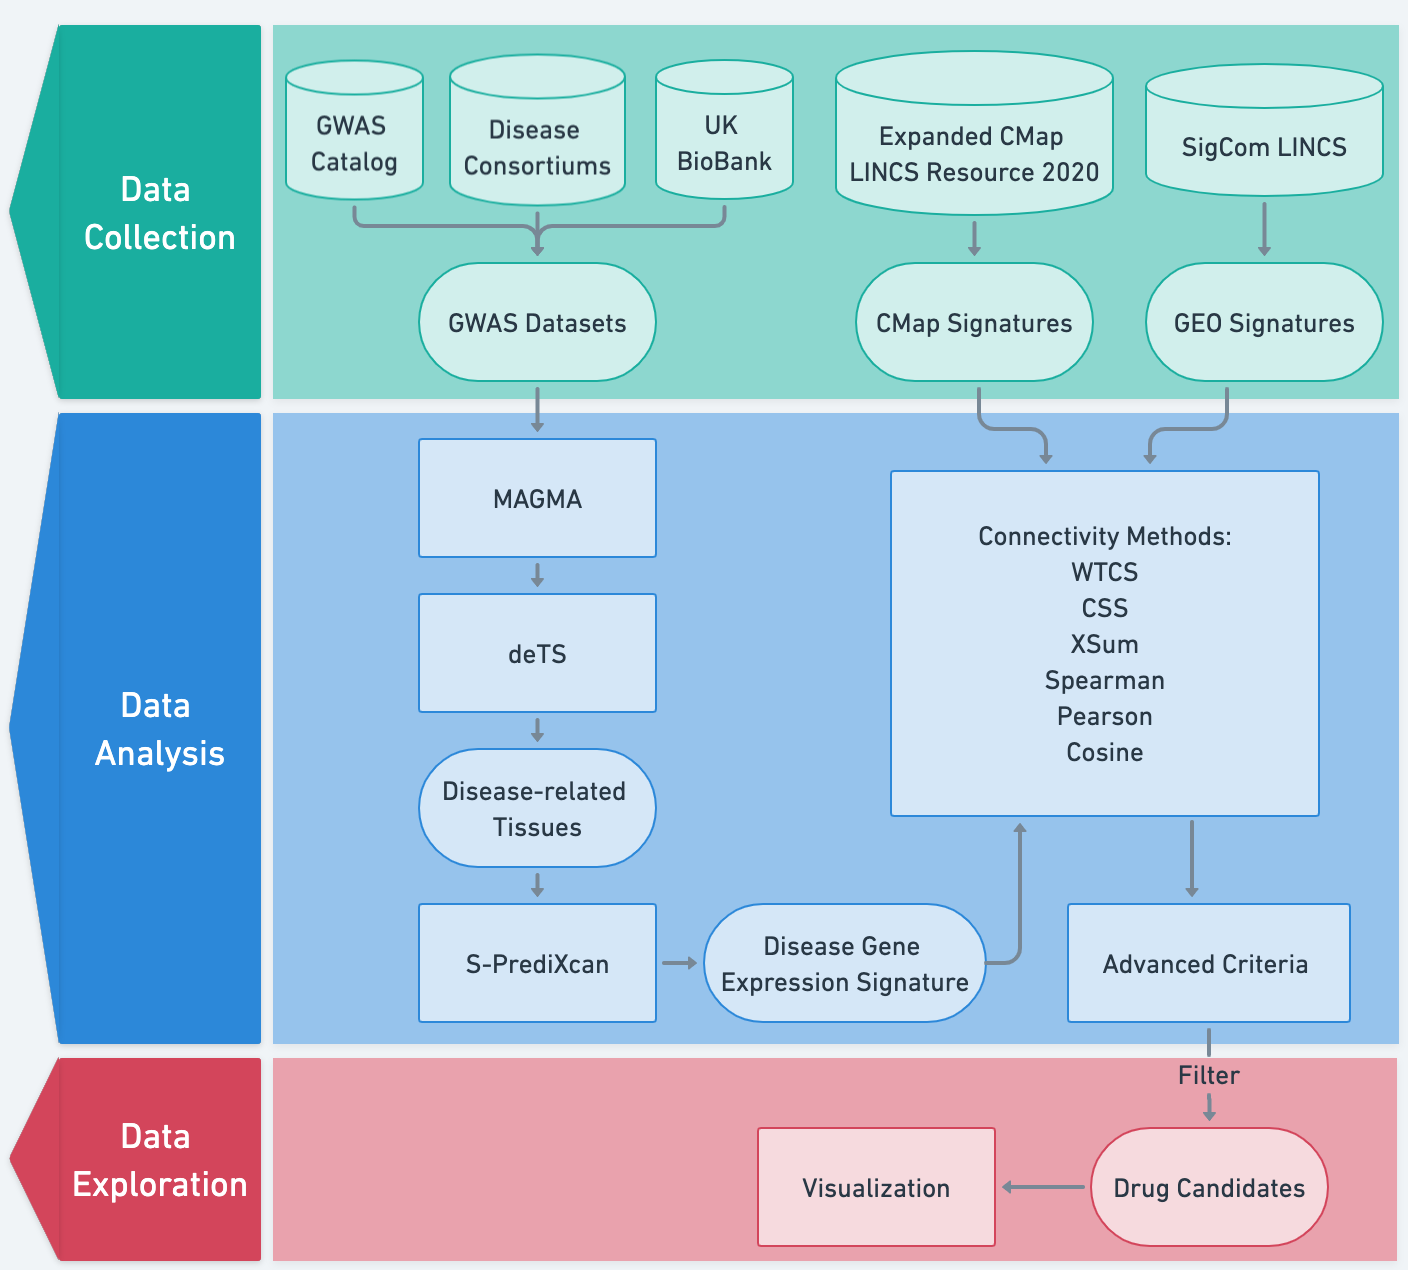 Data
Collection
GWAS
Catalog
Disease
Consortiums
UK
BioBank
Expanded CMap
LINCS Resource 2020
SigCom LINCS
GWAS Datasets
CMap Signatures
GEO Signatures
Data
Analysis
MAGMA
deTS
Disease-related
Tissues
S-PrediXcan
Disease Gene
Expression Signature
Connectivity Methods:
WTCS
CSS
XSum
Spearman
Pearson
Cosine
Advanced Criteria
Data
Exploration
Filter
Drug Candidates
Visualization